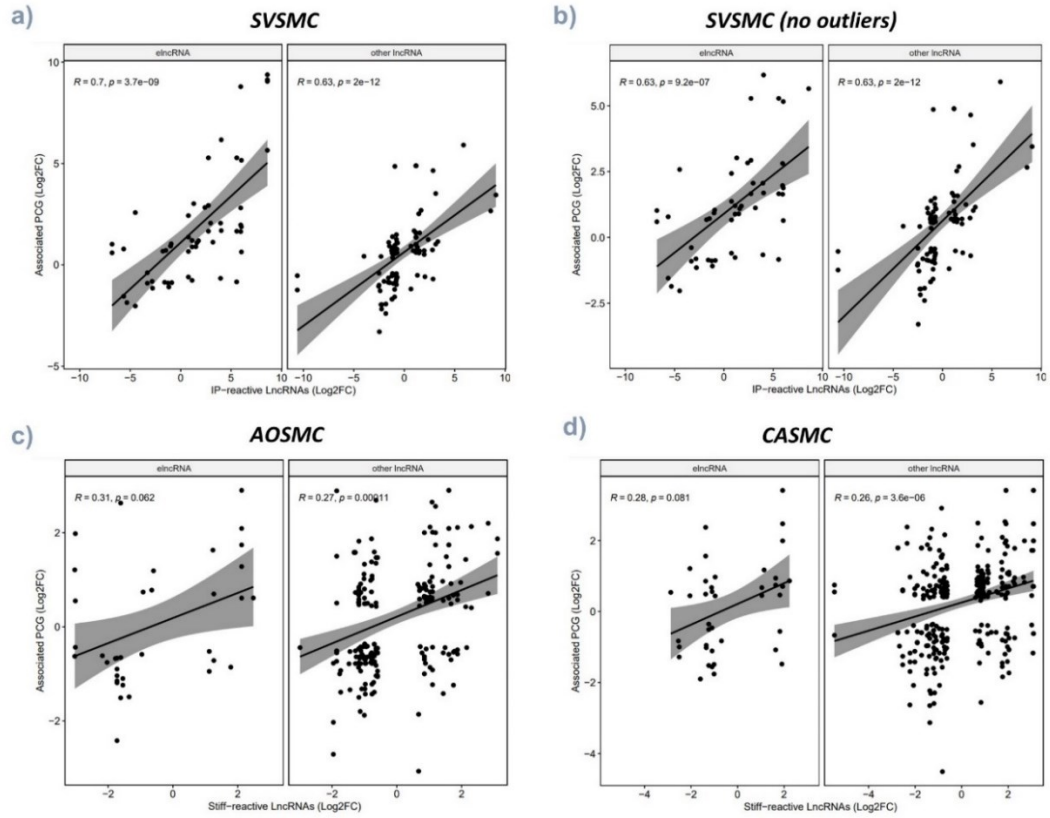 a)
SVSMC
elncRNA
other lncRNA
R = 0.7, p = 3.7e−09
R = 0.63, p = 2e−12
Associated PCG (Log2FC)
10
5
0
−5
−10 −5 0 5 10
−10 −5 0 5 10
IP−reactive LncRNAs (Log2FC)
b)
SVSMC (no outliers)
elncRNA
other lncRNA
R = 0.63, p = 9.2e−07
R = 0.63, p = 2e−12
Associated PCG (Log2FC)
5.0
2.5
0.0
−2.5
−10 −5 0 5 10
−10 −5 0 5 10
IP−reactive LncRNAs (Log2FC)
c)
AOSMC
elncRNA
other lncRNA
R = 0.31, p = 0.062
R = 0.27, p = 0.00011
Associated PCG (Log2FC)
2
0
−2
−2 0 2
−2 0 2
Stiff−reactive LncRNAs (Log2FC)
d)
CASMC
elncRNA
other lncRNA
R = 0.28, p = 0.081
R = 0.26, p = 3.6e−06
Associated PCG (Log2FC)
2
0
−2
−4
−4 −2 0 2
−4 −2 0 2
Stiff−reactive LncRNAs (Log2FC)